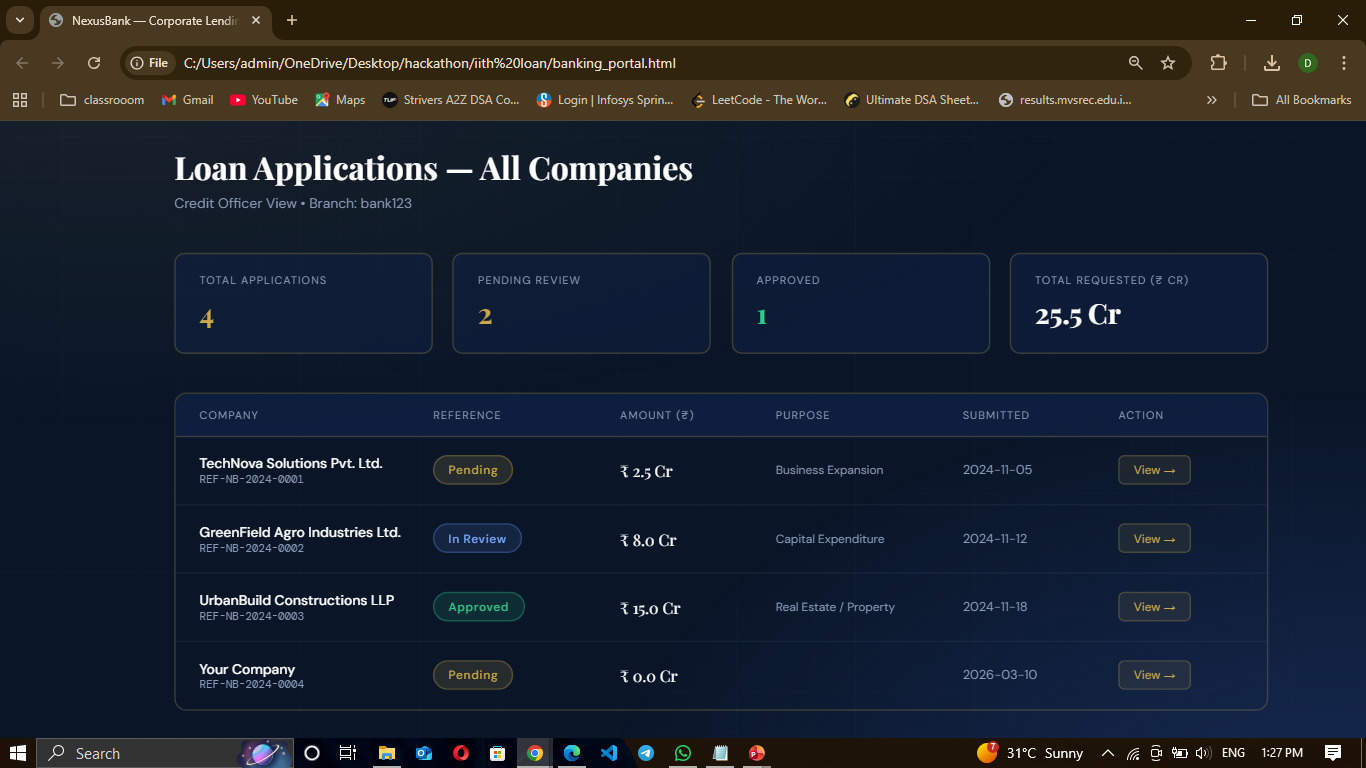 NexusBank — Corporate Lendin
File C:/Users/admin/OneDrive/Desktop/hackathon/iith%20loan/banking_portal.html
D
classrooom Gmail YouTube Maps Strivers A2Z DSA Co... Login | Infosys Sprin... LeetCode - The Wor... Ultimate DSA Sheet... results.mvsrec.edu.i... » All Bookmarks
Loan Applications — All Companies
Credit Officer View • Branch: bank123
TOTAL APPLICATIONS PENDING REVIEW APPROVED TOTAL REQUESTED (₹ CR)
4 2 1 25.5 Cr
COMPANY REFERENCE AMOUNT (₹) PURPOSE SUBMITTED ACTION
TechNova Solutions Pvt. Ltd. Pending ₹ 2.5 Cr Business Expansion 2024-11-05 View →
REF-NB-2024-0001
GreenField Agro Industries Ltd. In Review ₹ 8.0 Cr Capital Expenditure 2024-11-12 View →
REF-NB-2024-0002
UrbanBuild Constructions LLP Approved ₹ 15.0 Cr Real Estate / Property 2024-11-18 View →
REF-NB-2024-0003
Your Company Pending ₹ 0.0 Cr 2026-03-10 View →
REF-NB-2024-0004
Search 7 31°C Sunny ENG 1:27 PM